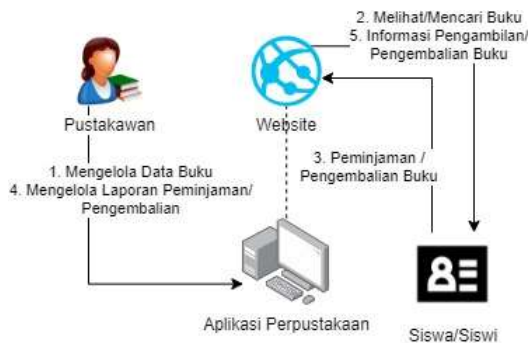 2. Melihat/Mencari Buku
5. Informasi Pengambilan/
Pengembalian Buku
Pustakawan
Website
1. Mengelola Data Buku
4. Mengelola Laporan Peminjaman/
Pengembalian
3. Peminjaman /
Pengembalian Buku
Aplikasi Perpustakaan
Siswa/Siswi